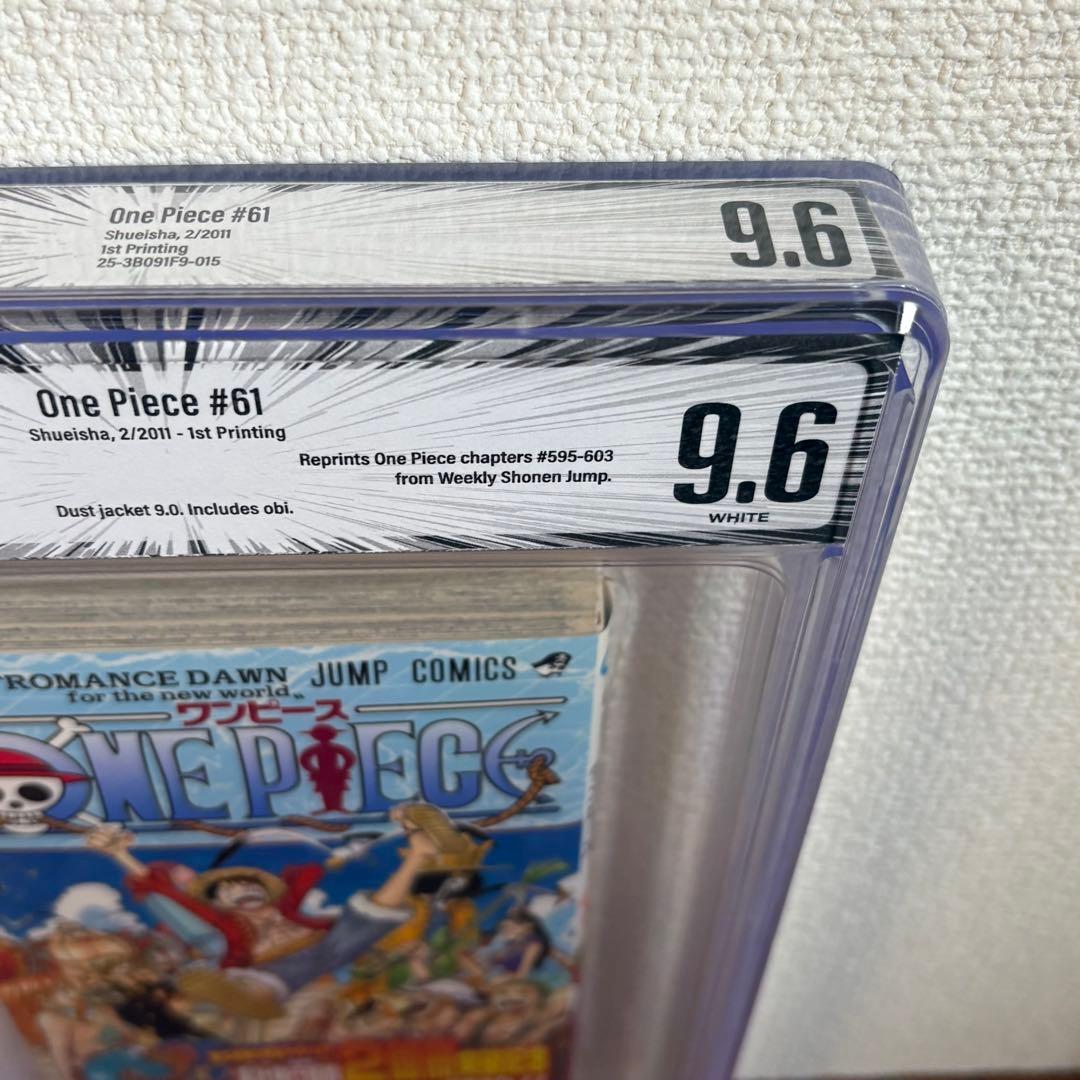 One Piece #61
Shueisha, 2/2011
1st Printing
25-3B091F9-015
9.6
One Piece #61
Shueisha, 2/2011 - 1st Printing
Reprints One Piece chapters #595-603
from Weekly Shonen Jump.
Dust jacket 9.0. Includes obi.
9.6
WHITE
"ROMANCE DAWN
for the new world"
JUMP COMICS
ワンピース
ONE PIECE